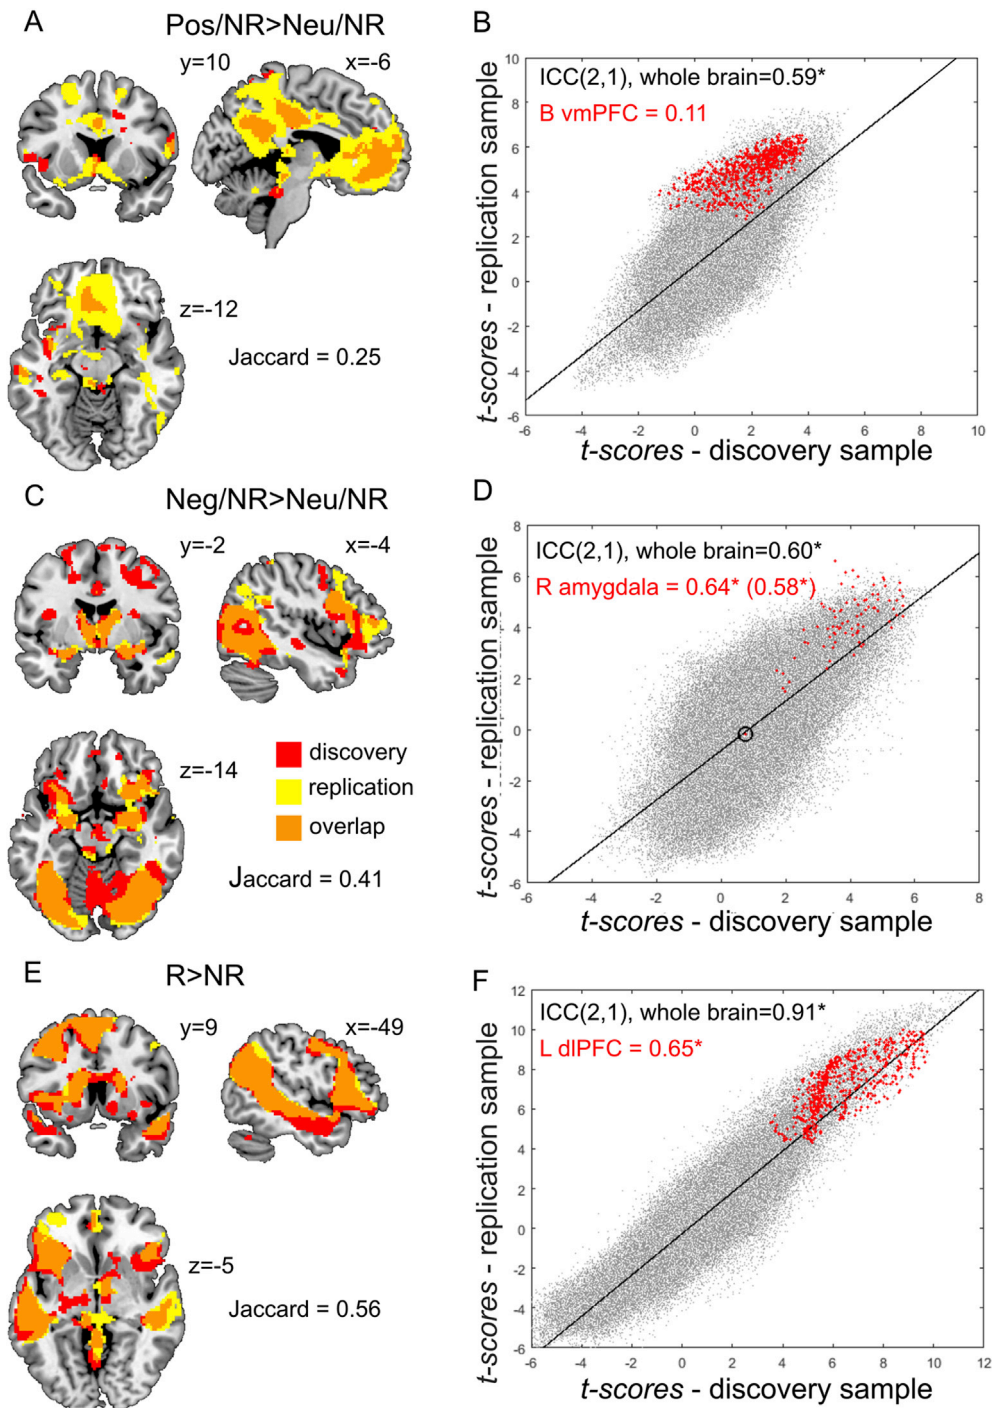 A
Pos/NR>Neu/NR
y=10
x=-6
z=-12
Jaccard = 0.25
B
ICC(2,1), whole brain=0.59*
B vmPFC = 0.11
10
8
6
4
2
0
-2
-4
-6
-6 -4 -2 0 2 4 6 8 10
t-scores - replication sample
t-scores - discovery sample
C
Neg/NR>Neu/NR
y=-2
x=-4
z=-14
discovery
replication
overlap
Jaccard = 0.41
D
ICC(2,1), whole brain=0.60*
R amygdala = 0.64* (0.58*)
8
6
4
2
0
-2
-4
-6
-6 -4 -2 0 2 4 6 8
t-scores - replication sample
t-scores - discovery sample
E
R>NR
y=9
x=-49
z=-5
Jaccard = 0.56
F
ICC(2,1), whole brain=0.91*
L dlPFC = 0.65*
12
10
8
6
4
2
0
-2
-4
-6
-6 -4 -2 0 2 4 6 8 10 12
t-scores - replication sample
t-scores - discovery sample